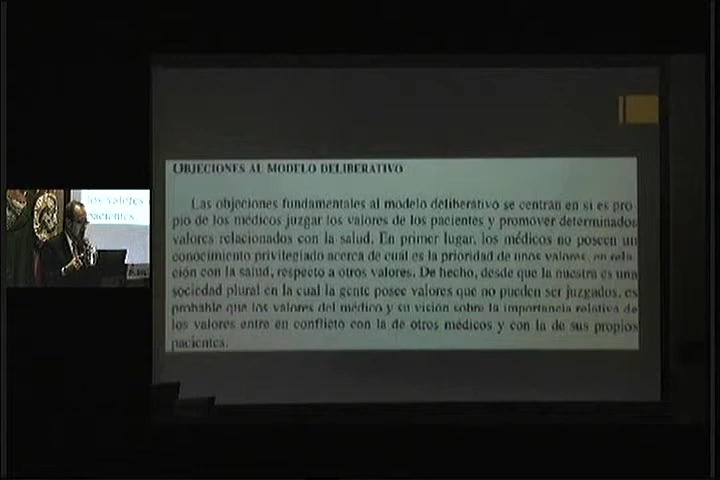 OBJECIONES AL MODELO DELIBERATIVO
Las objeciones fundamentales al modelo deliberativo se centran en si es pro-
pio de los médicos juzgar los valores de los pacientes y promover determinados
valores relacionados con la salud. En primer lugar, los médicos no poseen un
conocimiento privilegiado acerca de cuál es la prioridad de unos valores, en rela-
ción con la salud, respecto a otros valores. De hecho, desde que la nuestra es una
sociedad plural en la cual la gente posee valores que no pueden ser juzgados, es
probable que los valores del médico y su visión sobre la importancia relativa de
los valores entre en conflicto con la de otros médicos y con la de sus propios
pacientes.
los valores
pacientes.